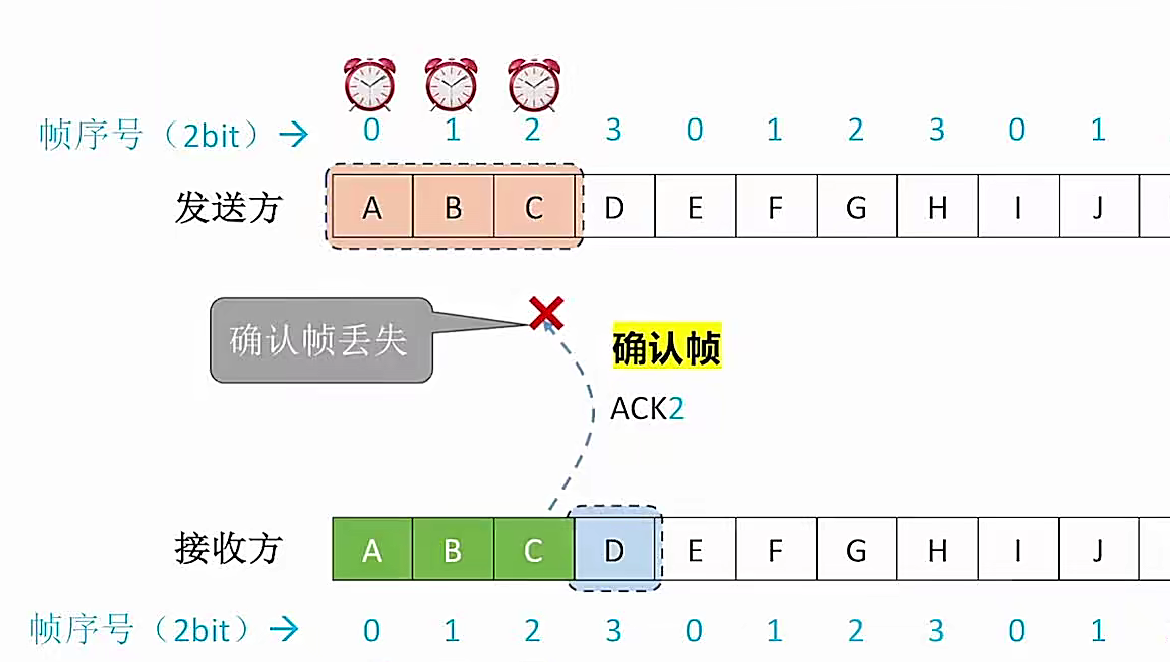 帧序号（2bit）→ 0 1 2 3 0 1 2 3 0 1
发送方 A B C D E F G H I J
确认帧丢失
确认帧
ACK2
接收方 A B C D E F G H I J
帧序号（2bit）→ 0 1 2 3 0 1 2 3 0 1